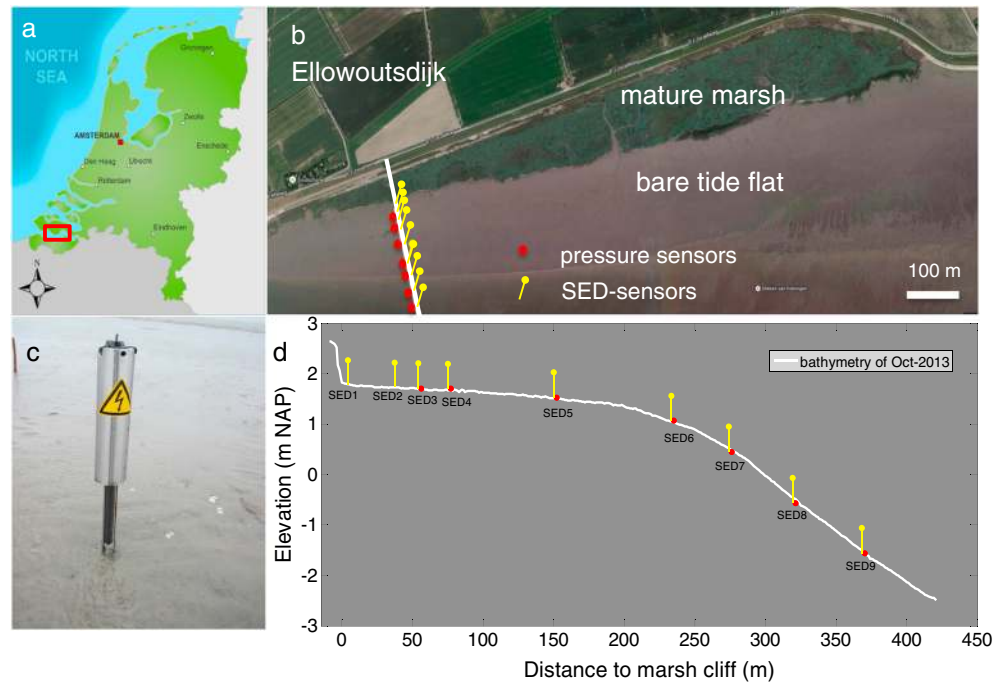 a
NORTH
SEA
Groningen
Zwolle
AMSTERDAM
Enschede
Den Haag
Utrecht
Rotterdam
Eindhoven
N
b
Ellowoutsdijk
mature marsh
bare tide flat
pressure sensors
SED-sensors
100 m
c
d
bathymetry of Oct-2013
SED1
SED2
SED3
SED4
SED5
SED6
SED7
SED8
SED9
Elevation (m NAP)
3
2
1
0
-1
-2
-3
0
50
100
150
200
250
300
350
400
450
Distance to marsh cliff (m)